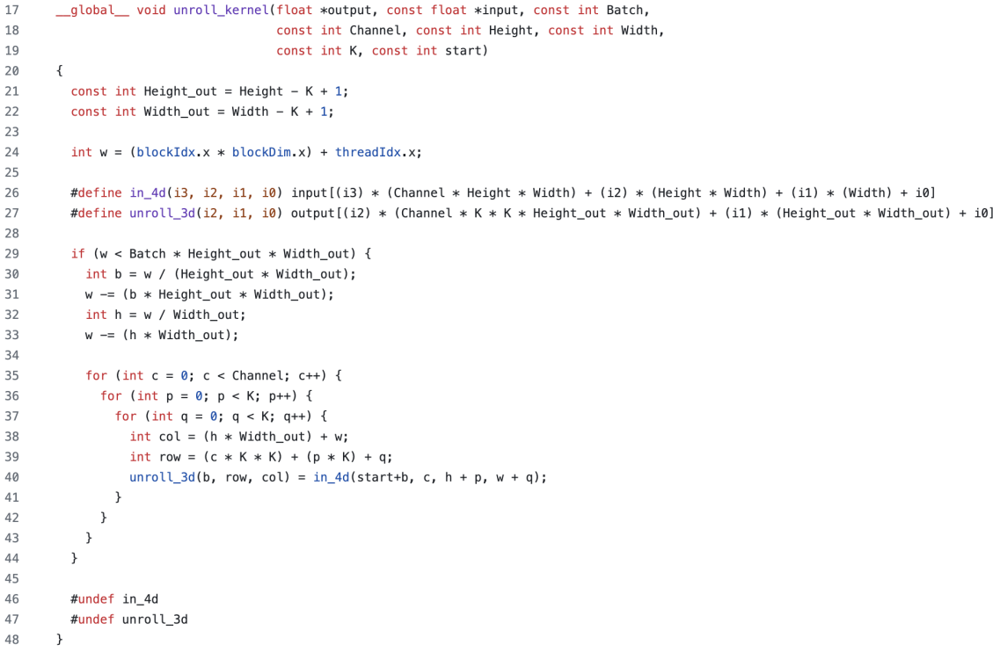 17 __global__ void unroll_kernel(float *output, const float *input, const int Batch,
18 const int Channel, const int Height, const int Width,
19 const int K, const int start)
20 {
21 const int Height_out = Height - K + 1;
22 const int Width_out = Width - K + 1;
23
24 int w = (blockIdx.x * blockDim.x) + threadIdx.x;
25
26 #define in_4d(i3, i2, i1, i0) input[(i3) * (Channel * Height * Width) + (i2) * (Height * Width) + (i1) * (Width) + i0]
27 #define unroll_3d(i2, i1, i0) output[(i2) * (Channel * K * K * Height_out * Width_out) + (i1) * (Height_out * Width_out) + i0]
28
29 if (w < Batch * Height_out * Width_out) {
30 int b = w / (Height_out * Width_out);
31 w -= (b * Height_out * Width_out);
32 int h = w / Width_out;
33 w -= (h * Width_out);
34
35 for (int c = 0; c < Channel; c++) {
36 for (int p = 0; p < K; p++) {
37 for (int q = 0; q < K; q++) {
38 int col = (h * Width_out) + w;
39 int row = (c * K * K) + (p * K) + q;
40 unroll_3d(b, row, col) = in_4d(start+b, c, h + p, w + q);
41 }
42 }
43 }
44 }
45
46 #undef in_4d
47 #undef unroll_3d
48 }